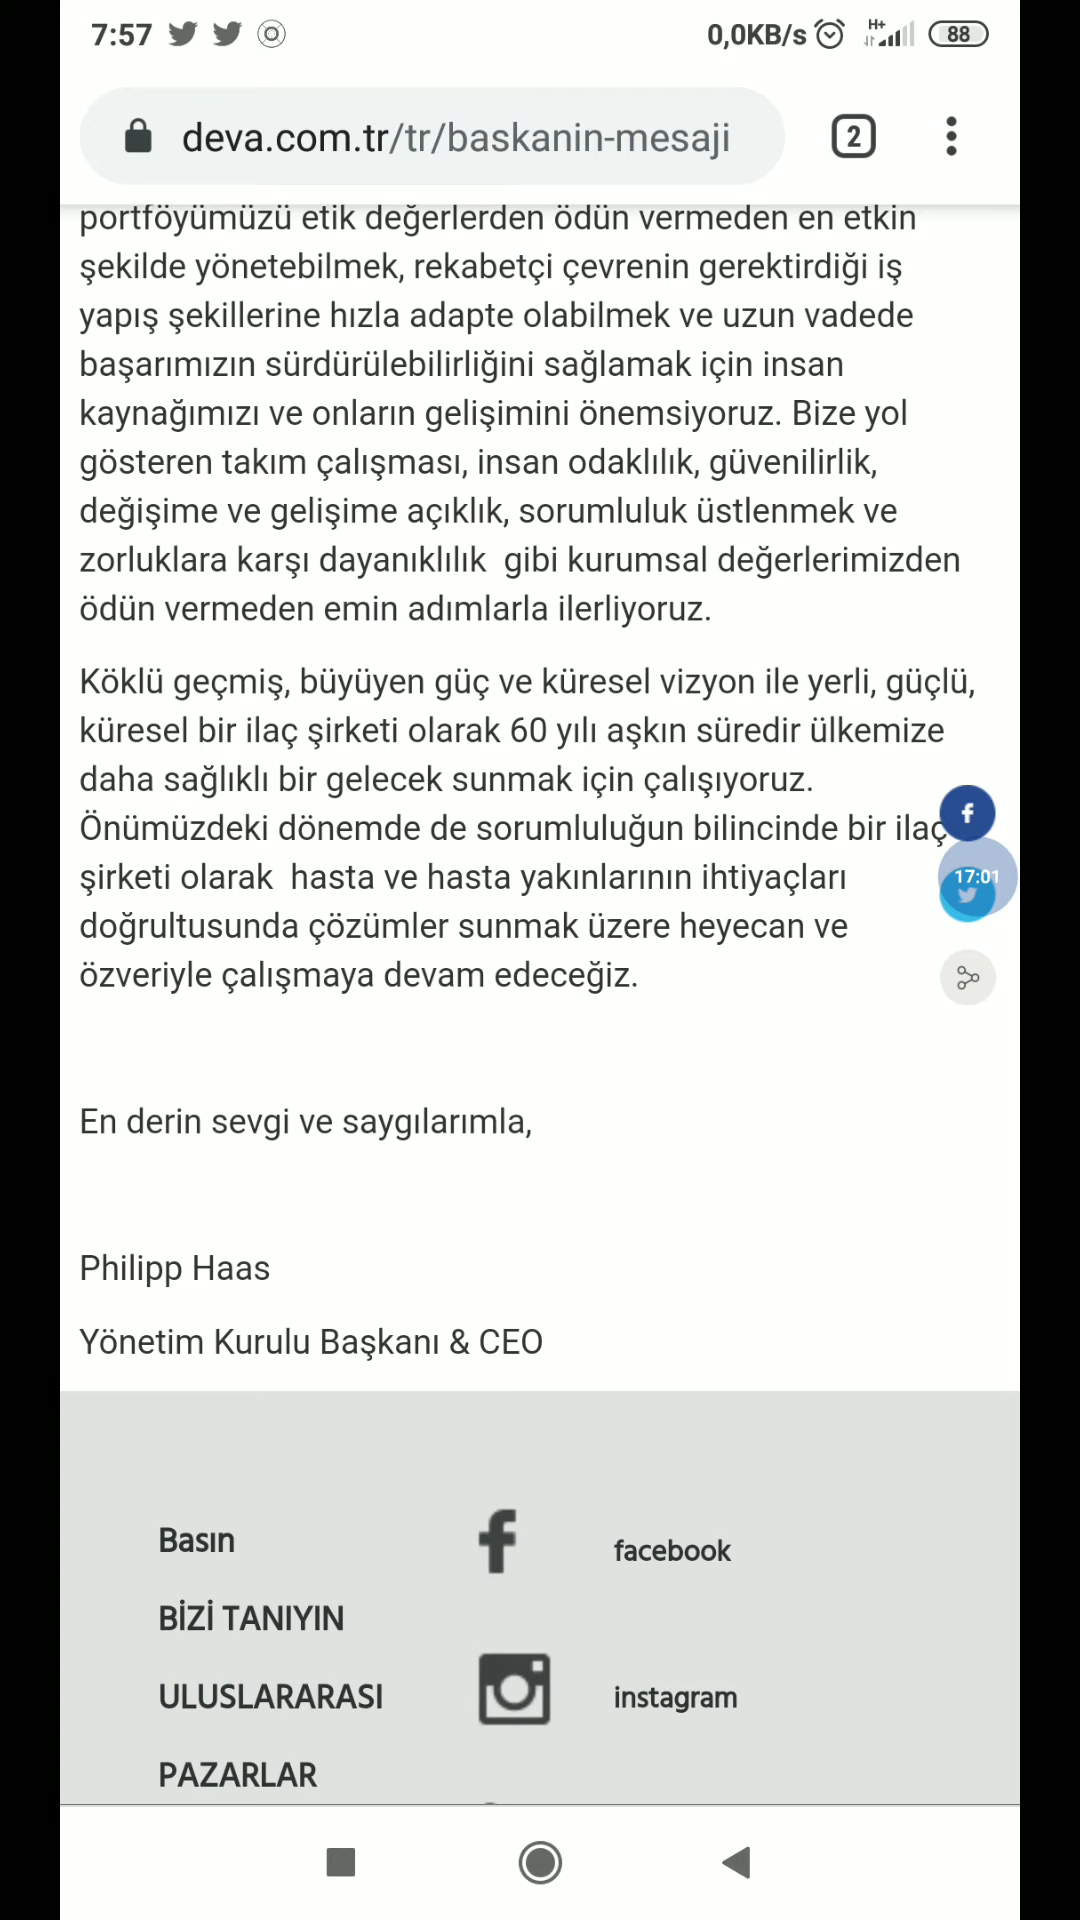 7:57
0,0KB/s
H+
88
deva.com.tr/tr/baskanin-mesaji
2
portföyümüzü etik değerlerden ödün vermeden en etkin
şekilde yönetebilmek, rekabetçi çevrenin gerektirdiği iş
yapış şekillerine hızla adapte olabilmek ve uzun vadede
başarımızın sürdürülebilirliğini sağlamak için insan
kaynağımızı ve onların gelişimini önemsiyoruz. Bize yol
gösteren takım çalışması, insan odaklılık, güvenilirlik,
değişime ve gelişime açıklık, sorumluluk üstlenmek ve
zorluklara karşı dayanıklılık  gibi kurumsal değerlerimizden
ödün vermeden emin adımlarla ilerliyoruz.
Köklü geçmiş, büyüyen güç ve küresel vizyon ile yerli, güçlü,
küresel bir ilaç şirketi olarak 60 yılı aşkın süredir ülkemize
daha sağlıklı bir gelecek sunmak için çalışıyoruz.
Önümüzdeki dönemde de sorumluluğun bilincinde bir ilaç
şirketi olarak  hasta ve hasta yakınlarının ihtiyaçları
doğrultusunda çözümler sunmak üzere heyecan ve
özveriyle çalışmaya devam edeceğiz.
17:01
En derin sevgi ve saygılarımla,
Philipp Haas
Yönetim Kurulu Başkanı & CEO
Basın
facebook
BİZİ TANIYIN
ULUSLARARASI
instagram
PAZARLAR